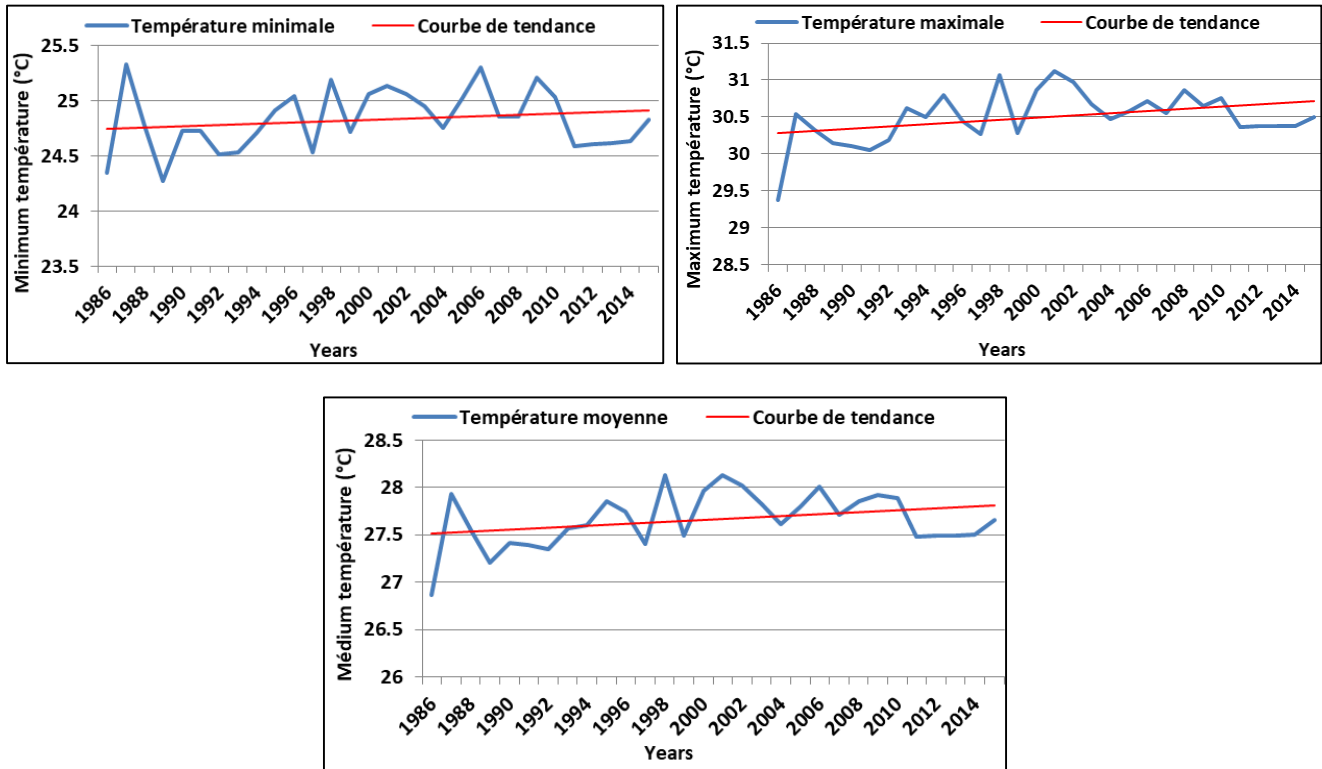 Température minimale Courbe de tendance
Minimum température (°C)
25.5
25
24.5
24
23.5
1986 1988 1990 1992 1994 1996 1998 2000 2002 2004 2006 2008 2010 2012 2014
Years
Température maximale Courbe de tendance
Maximum température (°C)
31.5
31
30.5
30
29.5
29
28.5
1986 1988 1990 1992 1994 1996 1998 2000 2002 2004 2006 2008 2010 2012 2014
Years
Température moyenne Courbe de tendance
Médium température (°C)
28.5
28
27.5
27
26.5
26
1986 1988 1990 1992 1994 1996 1998 2000 2002 2004 2006 2008 2010 2012 2014
Years